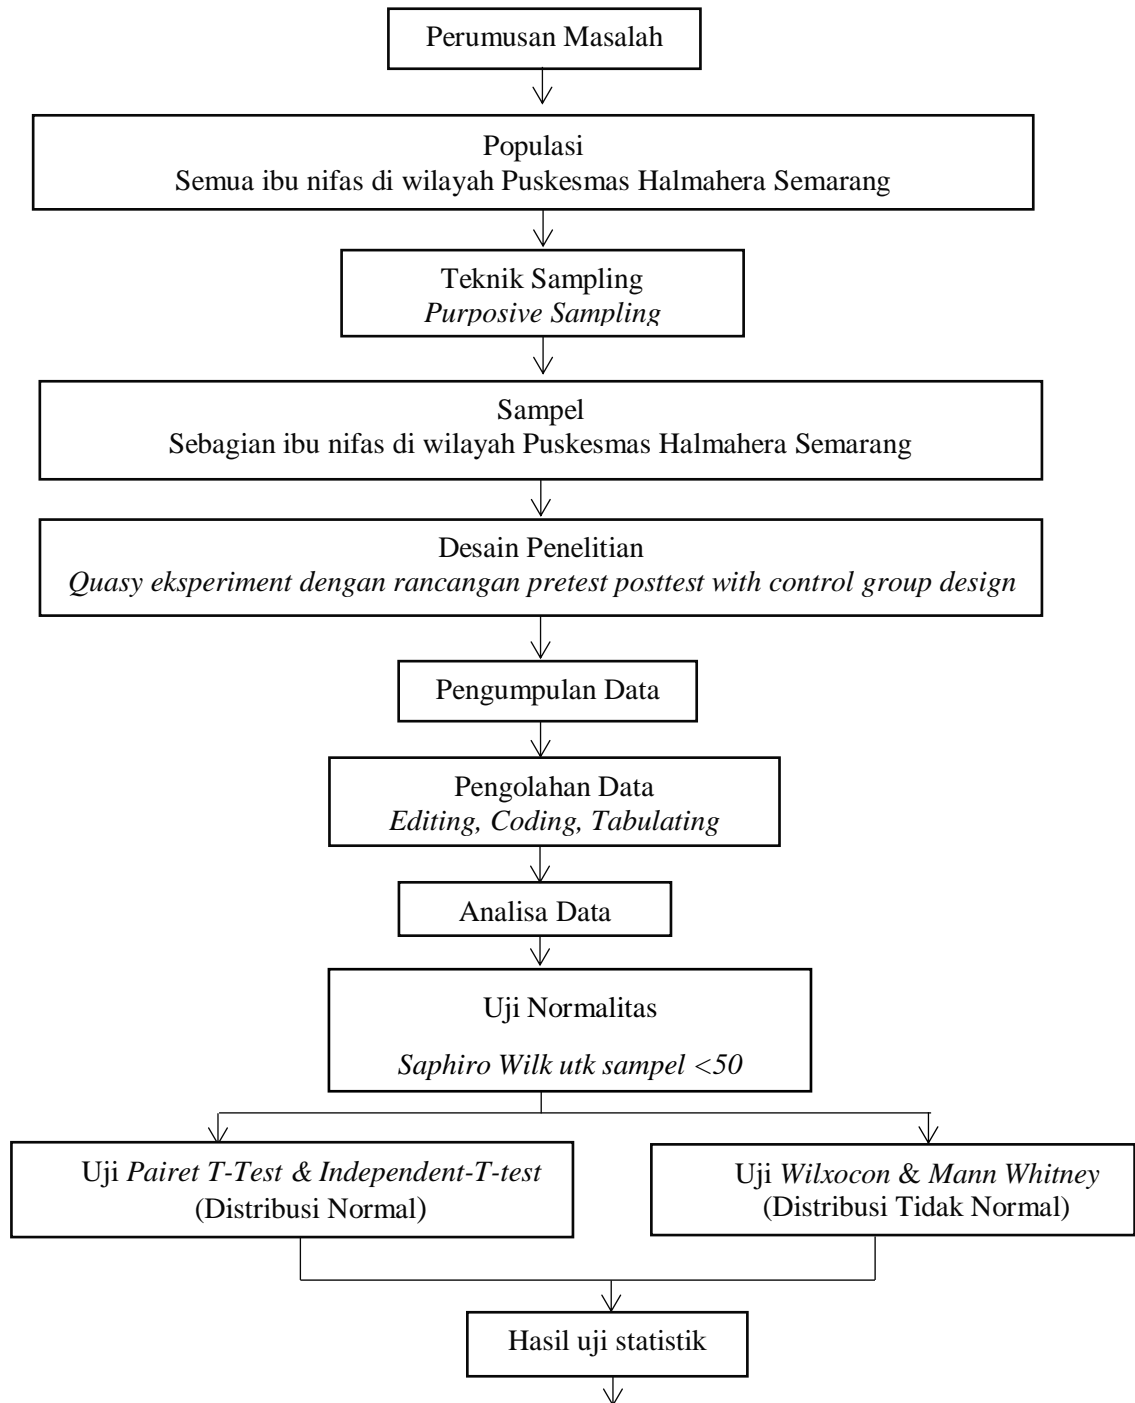 Perumusan Masalah
Populasi
Semua ibu nifas di wilayah Puskesmas Halmahera Semarang
Teknik Sampling
Purposive Sampling
Sampel
Sebagian ibu nifas di wilayah Puskesmas Halmahera Semarang
Desain Penelitian
Quasy eksperiment dengan rancangan pretest posttest with control group design
Pengumpulan Data
Pengolahan Data
Editing, Coding, Tabulating
Analisa Data
Uji Normalitas
Saphiro Wilk utk sampel <50
Uji Pairet T-Test & Independent-T-test
(Distribusi Normal)
Uji Wilxocon & Mann Whitney
(Distribusi Tidak Normal)
Hasil uji statistik